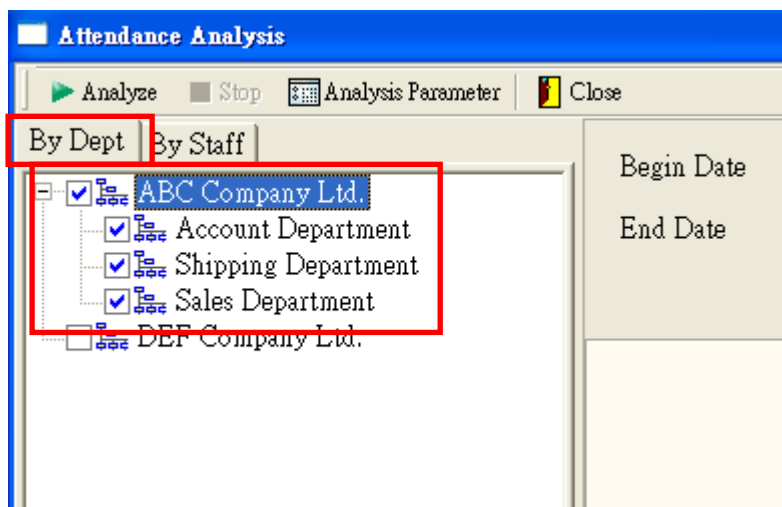 Attendance Analysis
Analyze Stop Analysis Parameter Close
By Dept By Staff
ABC Company Ltd.
Account Department
Shipping Department
Sales Department
DEF Company Ltd.
Begin Date
End Date